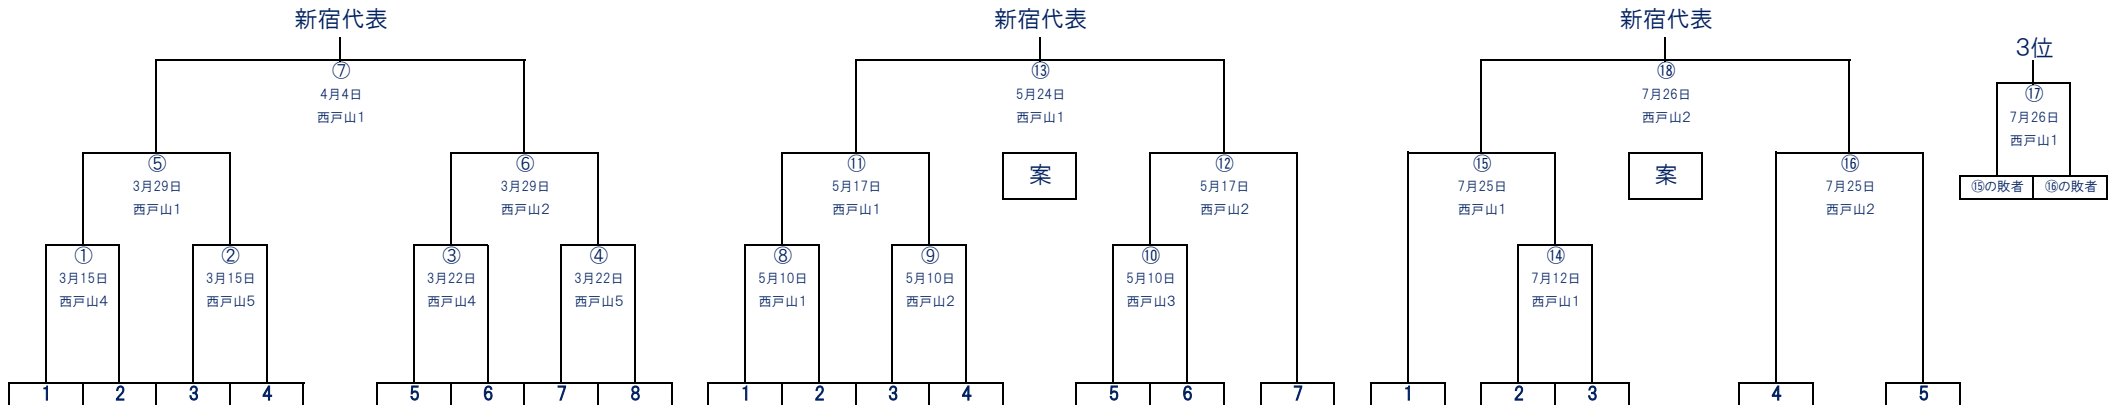 新宿代表
⑦
4月4日
西戸山1
⑤
3月29日
西戸山1
⑥
3月29日
西戸山2
①
3月15日
西戸山4
②
3月15日
西戸山5
③
3月22日
西戸山4
④
3月22日
西戸山5
1 2 3 4 5 6 7 8
新宿代表
⑬
5月24日
西戸山1
案
⑪
5月17日
西戸山1
⑫
5月17日
西戸山2
⑧
5月10日
西戸山1
⑨
5月10日
西戸山2
⑩
5月10日
西戸山3
1 2 3 4 5 6 7
新宿代表
⑱
7月26日
西戸山2
案
⑮
7月25日
西戸山1
⑯
7月25日
西戸山2
⑭
7月12日
西戸山1
1 2 3 4 5
3位
⑰
7月26日
西戸山1
⑮の敗者 ⑯の敗者